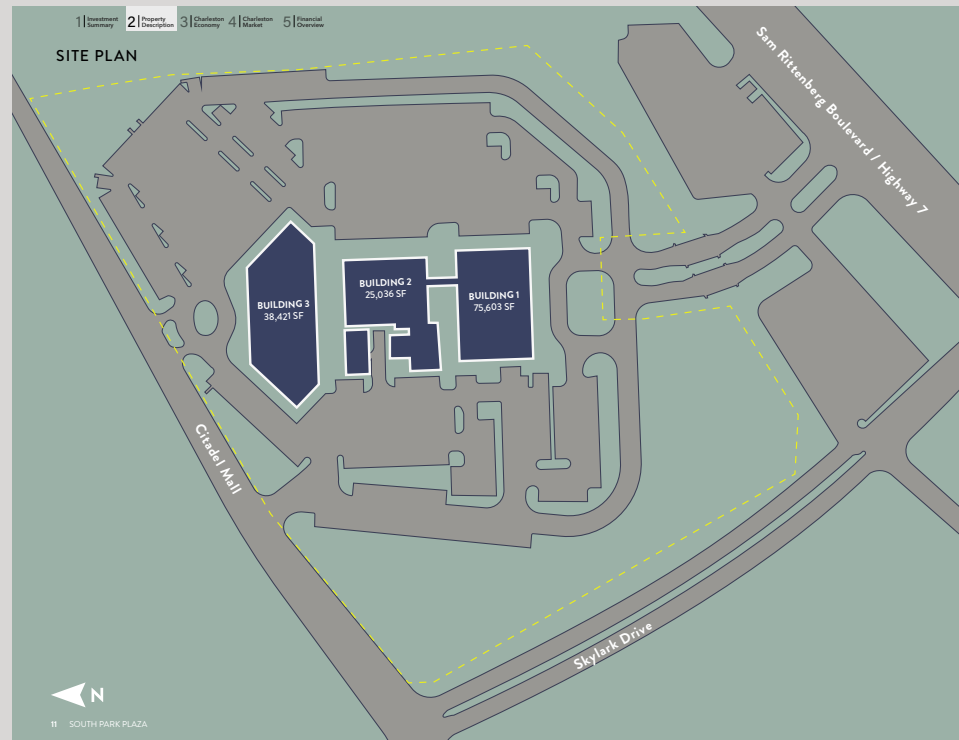 1 Investment Summary
2 Property Description
3 Charleston Economy
4 Charleston Market
5 Financial Overview
SITE PLAN
Sam Rittenberg Boulevard / Highway 7
BUILDING 3
38,421 SF
BUILDING 2
25,036 SF
BUILDING 1
75,603 SF
Citadel Mall
Skylark Drive
N
11 SOUTH PARK PLAZA